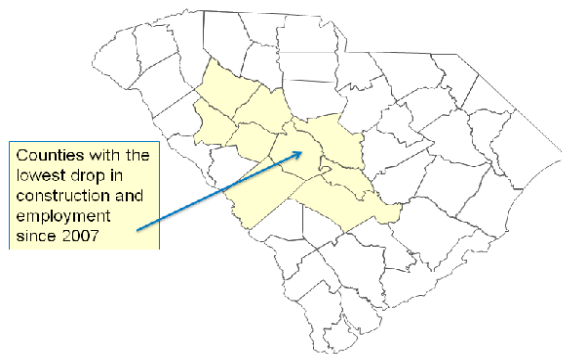 Counties with the
lowest drop in
construction and
employment
since 2007